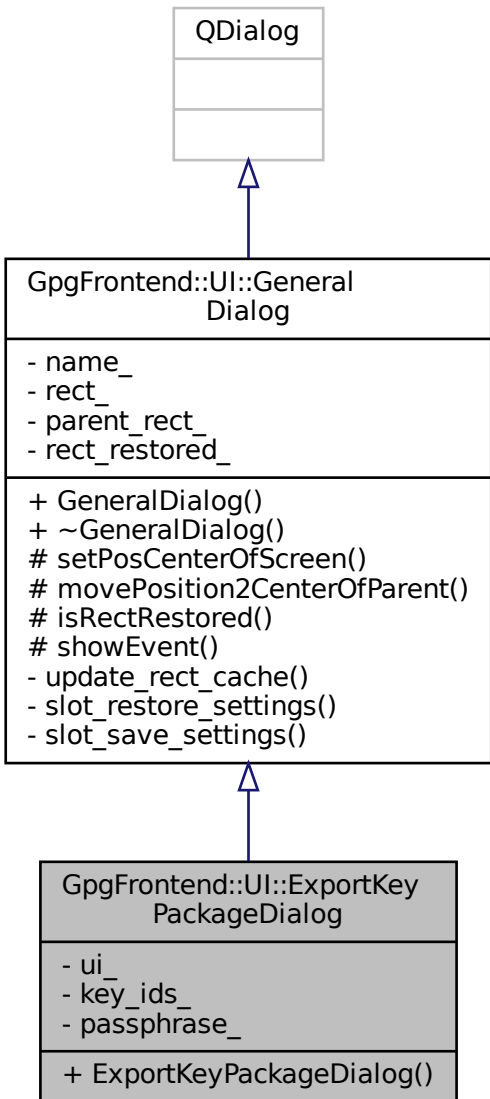 QDialog
GpgFrontend::UI::General
Dialog
- name_
- rect_
- parent_rect_
- rect_restored_
+ GeneralDialog()
+ ~GeneralDialog()
# setPosCenterOfScreen()
# movePosition2CenterOfParent()
# isRectRestored()
# showEvent()
- update_rect_cache()
- slot_restore_settings()
- slot_save_settings()
GpgFrontend::UI::ExportKey
PackageDialog
- ui_
- key_ids_
- passphrase_
+ ExportKeyPackageDialog()